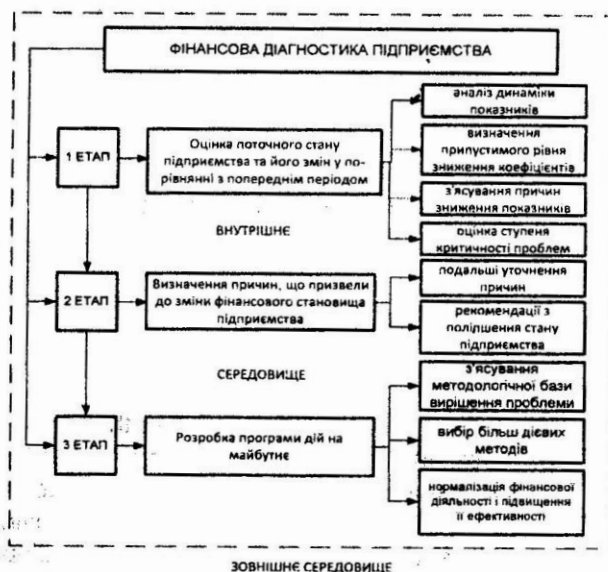 ФІНАНСОВА ДІАГНОСТИКА ПІДПРИЄМСТВА
1 ЕТАП
Оцінка поточного стану
підприємства та його змін у по-
рівнянні з попереднім періодом
аналіз динаміки
показників
визначення
припустимого рівня
зниження коефіцієнтів
з'ясування причин
зниження показників
оцінка ступеня
критичності проблем
ВНУТРІШНЕ
2 ЕТАП
Визначення причин, що призвели
до зміни фінансового становища
підприємства
подальші уточнення
причин
рекомендації з
поліпшення стану
підприємства
СЕРЕДОВИЩЕ
3 ЕТАП
Розробка програми дій на
майбутнє
з'ясування
методологічної бази
вирішення проблеми
вибір більш дієвих
методів
нормалізація фінансової
діяльності і підвищення
її ефективності
ЗОВНІШНЄ СЕРЕДОВИЩЕ